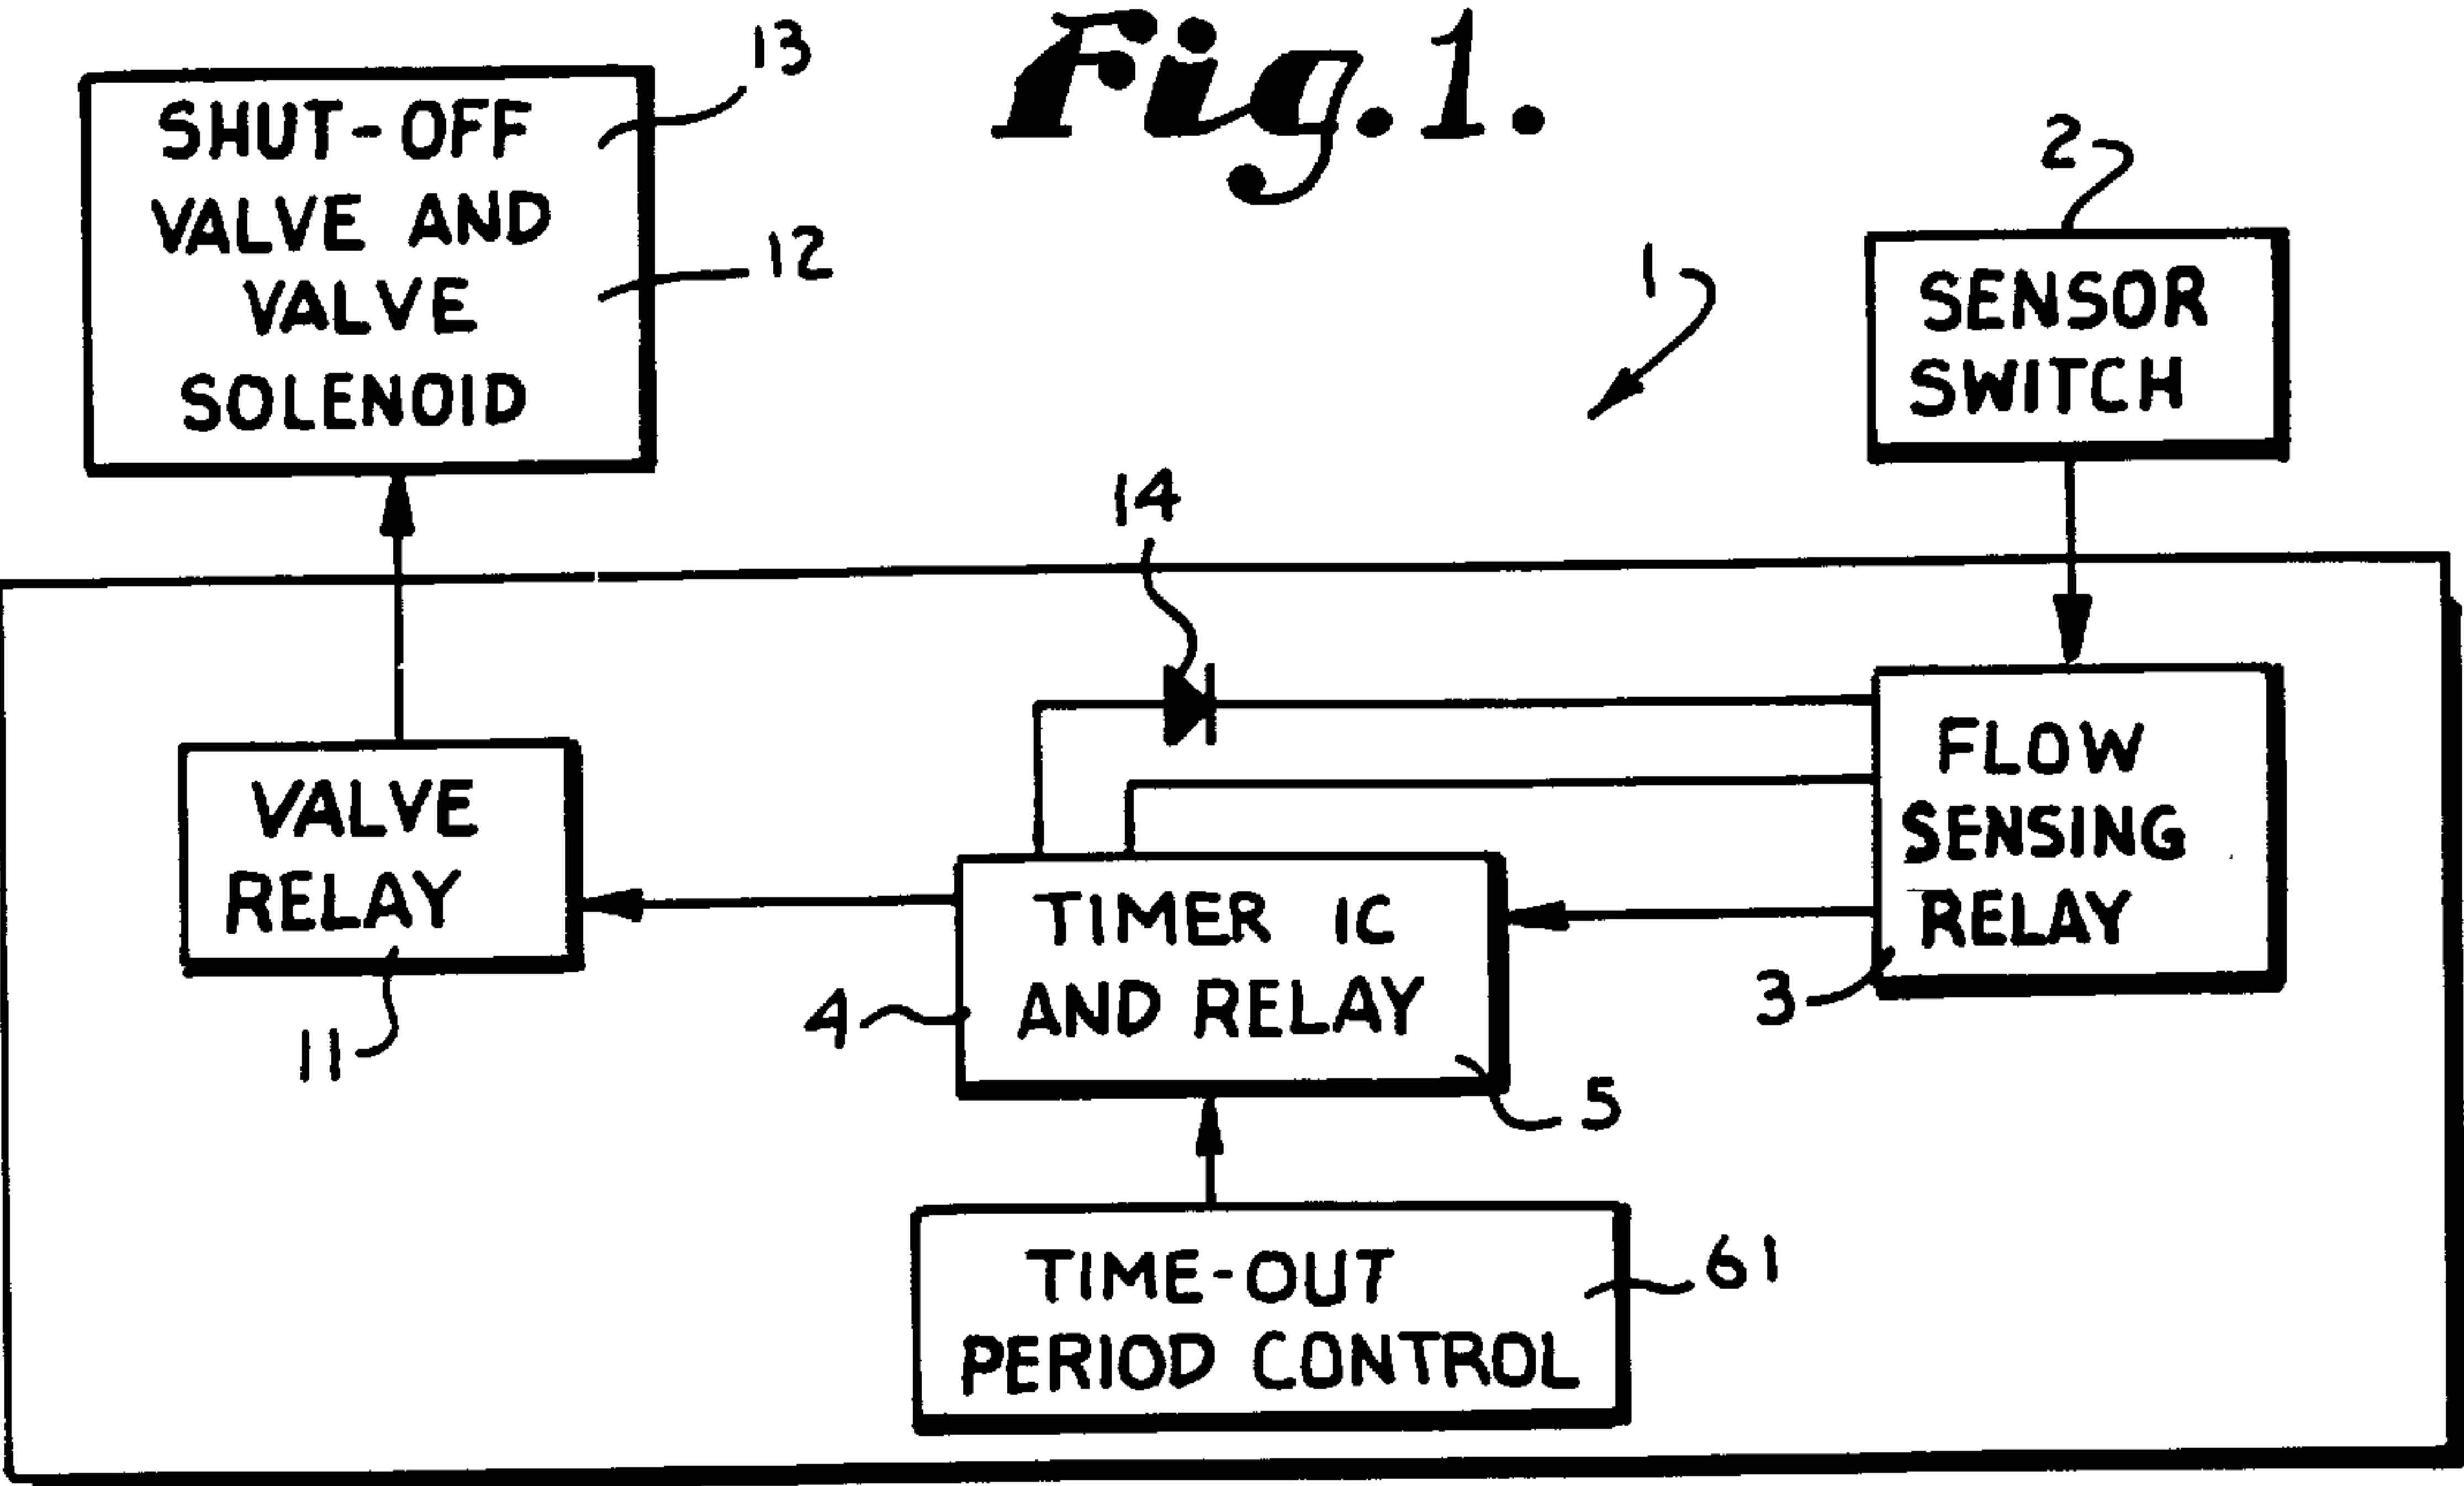 Fig.1.
13
SHUT-OFF
VALVE AND
VALVE
SOLENOID
12
1
2
SENSOR
SWITCH
14
VALVE
RELAY
11
TIMER IC
AND RELAY
4
5
FLOW
SENSING
RELAY
3
TIME-OUT
PERIOD CONTROL
61